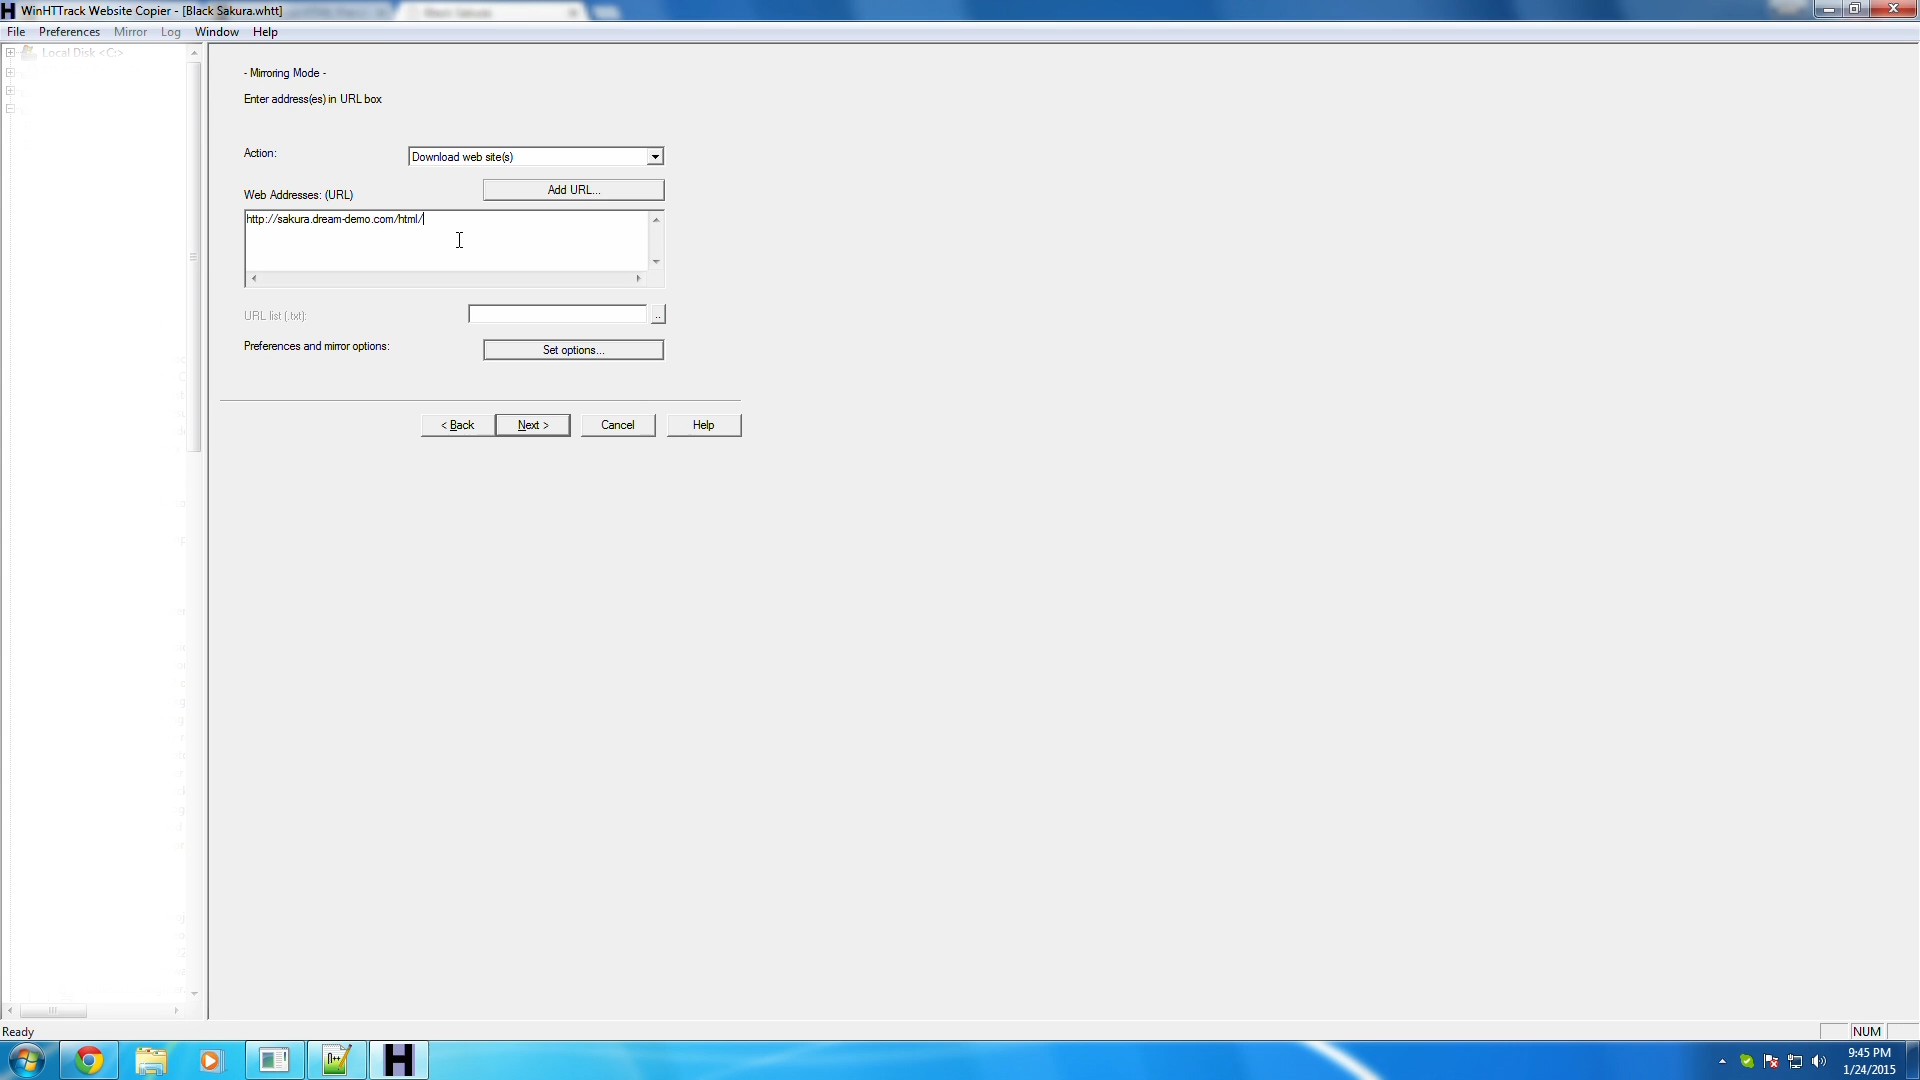 WinHTTrack Website Copier - [Black Sakura.whtt]
File Preferences Mirror Log Window Help
Local Disk <C:>
- Mirroring Mode -
Enter address(es) in URL box
Action:
Download web site(s)
Add URL...
Web Addresses: (URL)
http://sakura.dream-demo.com/html/
URL list (.txt):
..
Preferences and mirror options:
Set options...
< Back
Next >
Cancel
Help
Ready
NUM
9:45 PM
1/24/2015